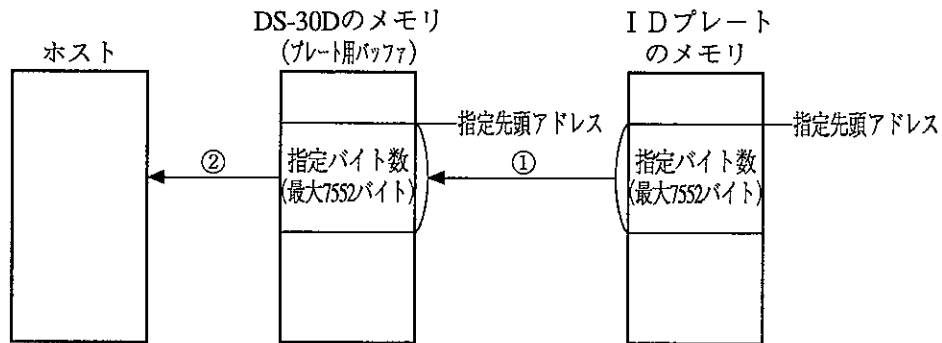 ホスト
DS-30Dのメモリ
(プレート用バッファ)
IDプレート
のメモリ
指定先頭アドレス
指定先頭アドレス
②
指定バイト数
(最大7552バイト)
①
指定バイト数
(最大7552バイト)